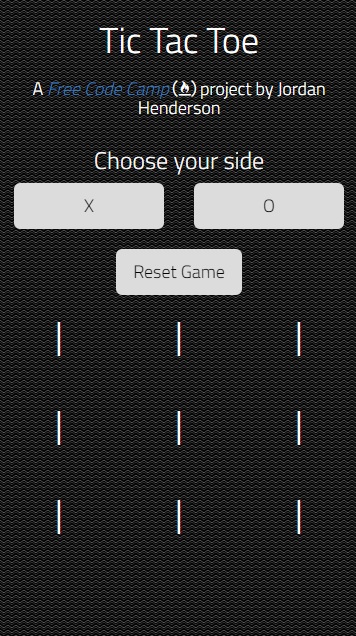 Tic Tac Toe
A Free Code Camp project by Jordan
Henderson
Choose your side
X
O
Reset Game
| | |
| | |
| | |